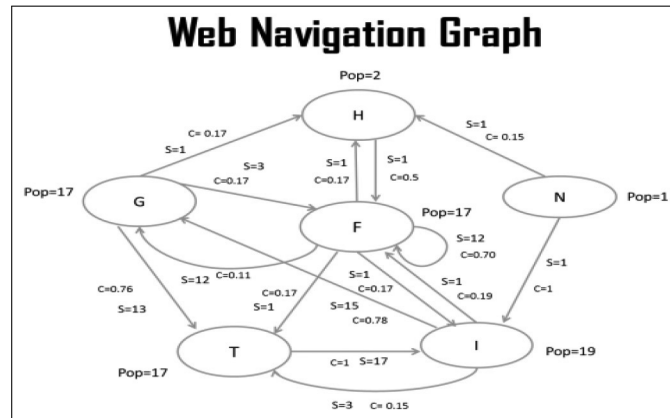 Web Navigation Graph
Pop=2
H
C= 0.17
S=1
S=1
C= 0.15
S=3
C=0.17
S=1
C=0.17
S=1
C=0.5
Pop=17
G
N
Pop=1
F
Pop=17
S=12
C=0.70
S=12
C=0.11
S=1
C=0.17
S=1
C=0.19
S=1
C=1
C=0.76
S=13
C=0.17
S=1
S=15
C=0.78
T
Pop=17
I
Pop=19
C=1 S=17
S=3 C= 0.15